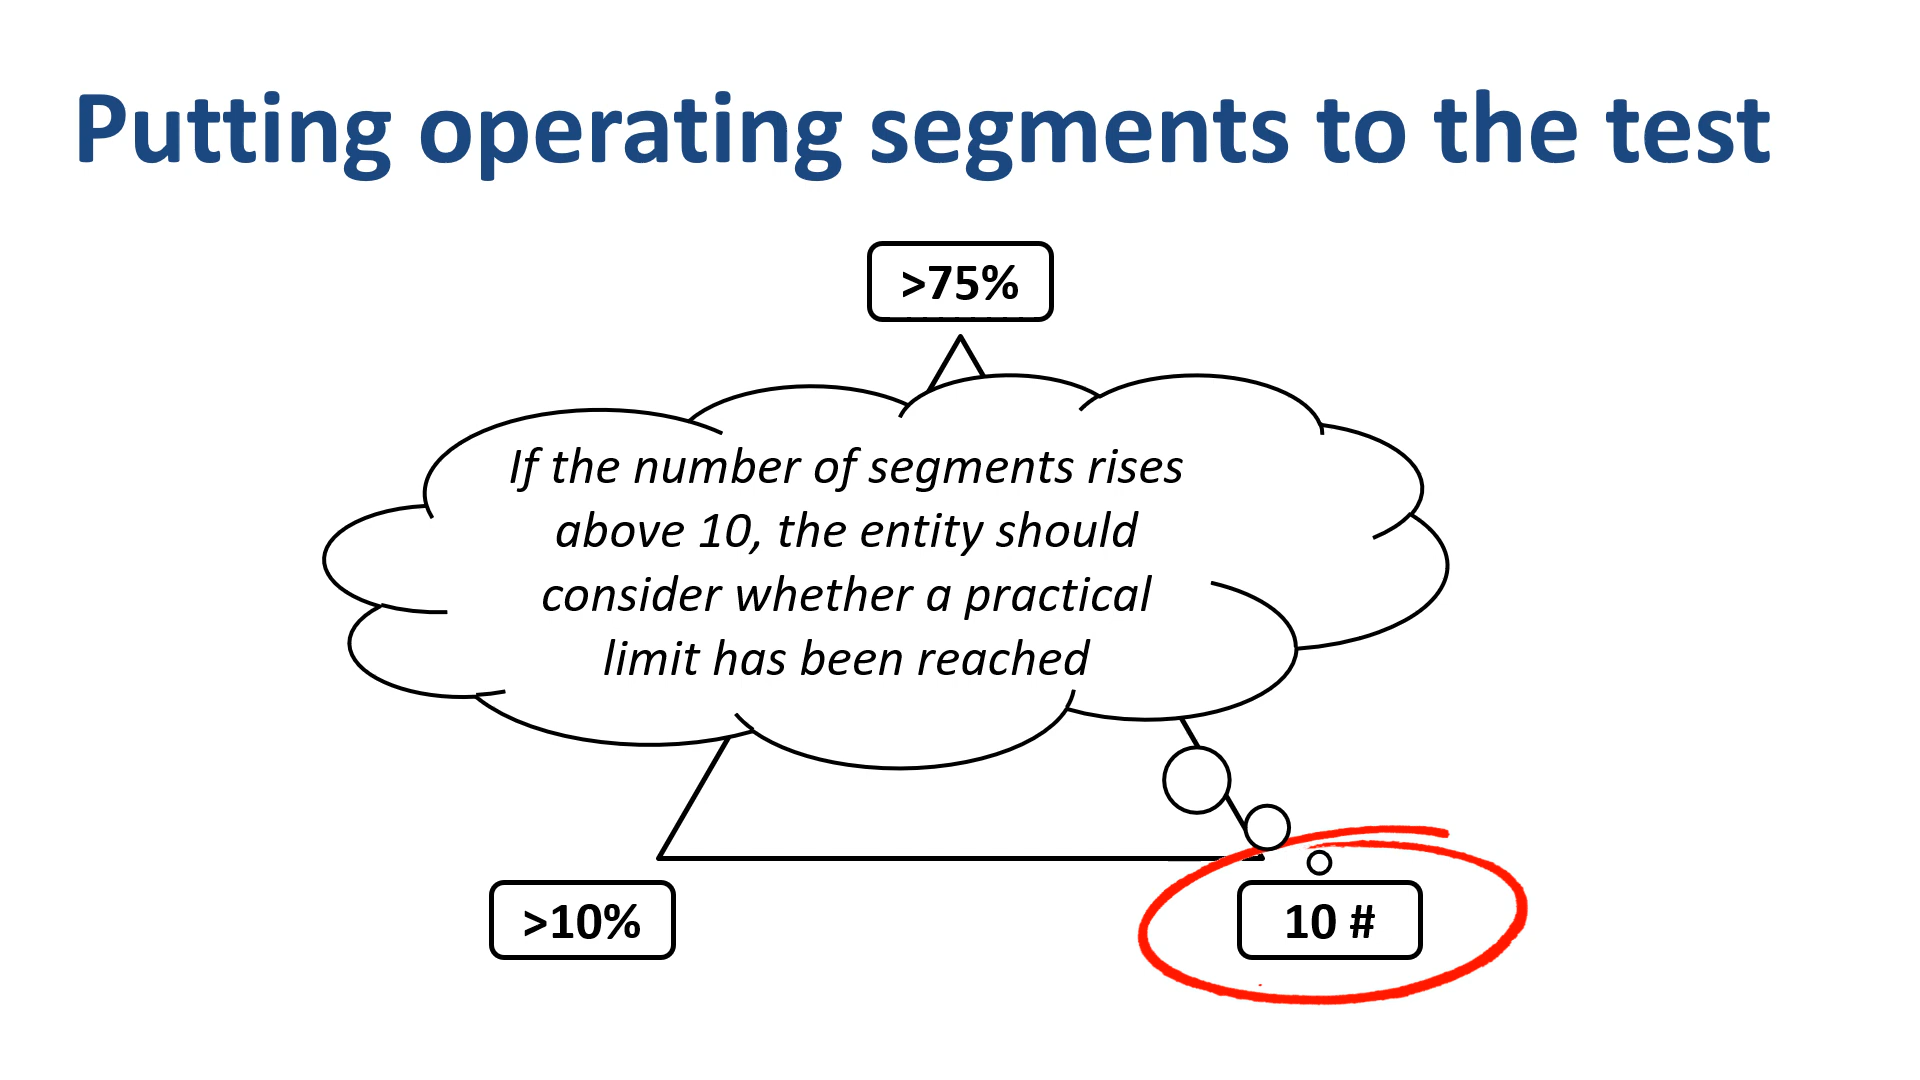 Putting operating segments to the test
>75%
If the number of segments rises
above 10, the entity should
consider whether a practical
limit has been reached
>10%
10 #